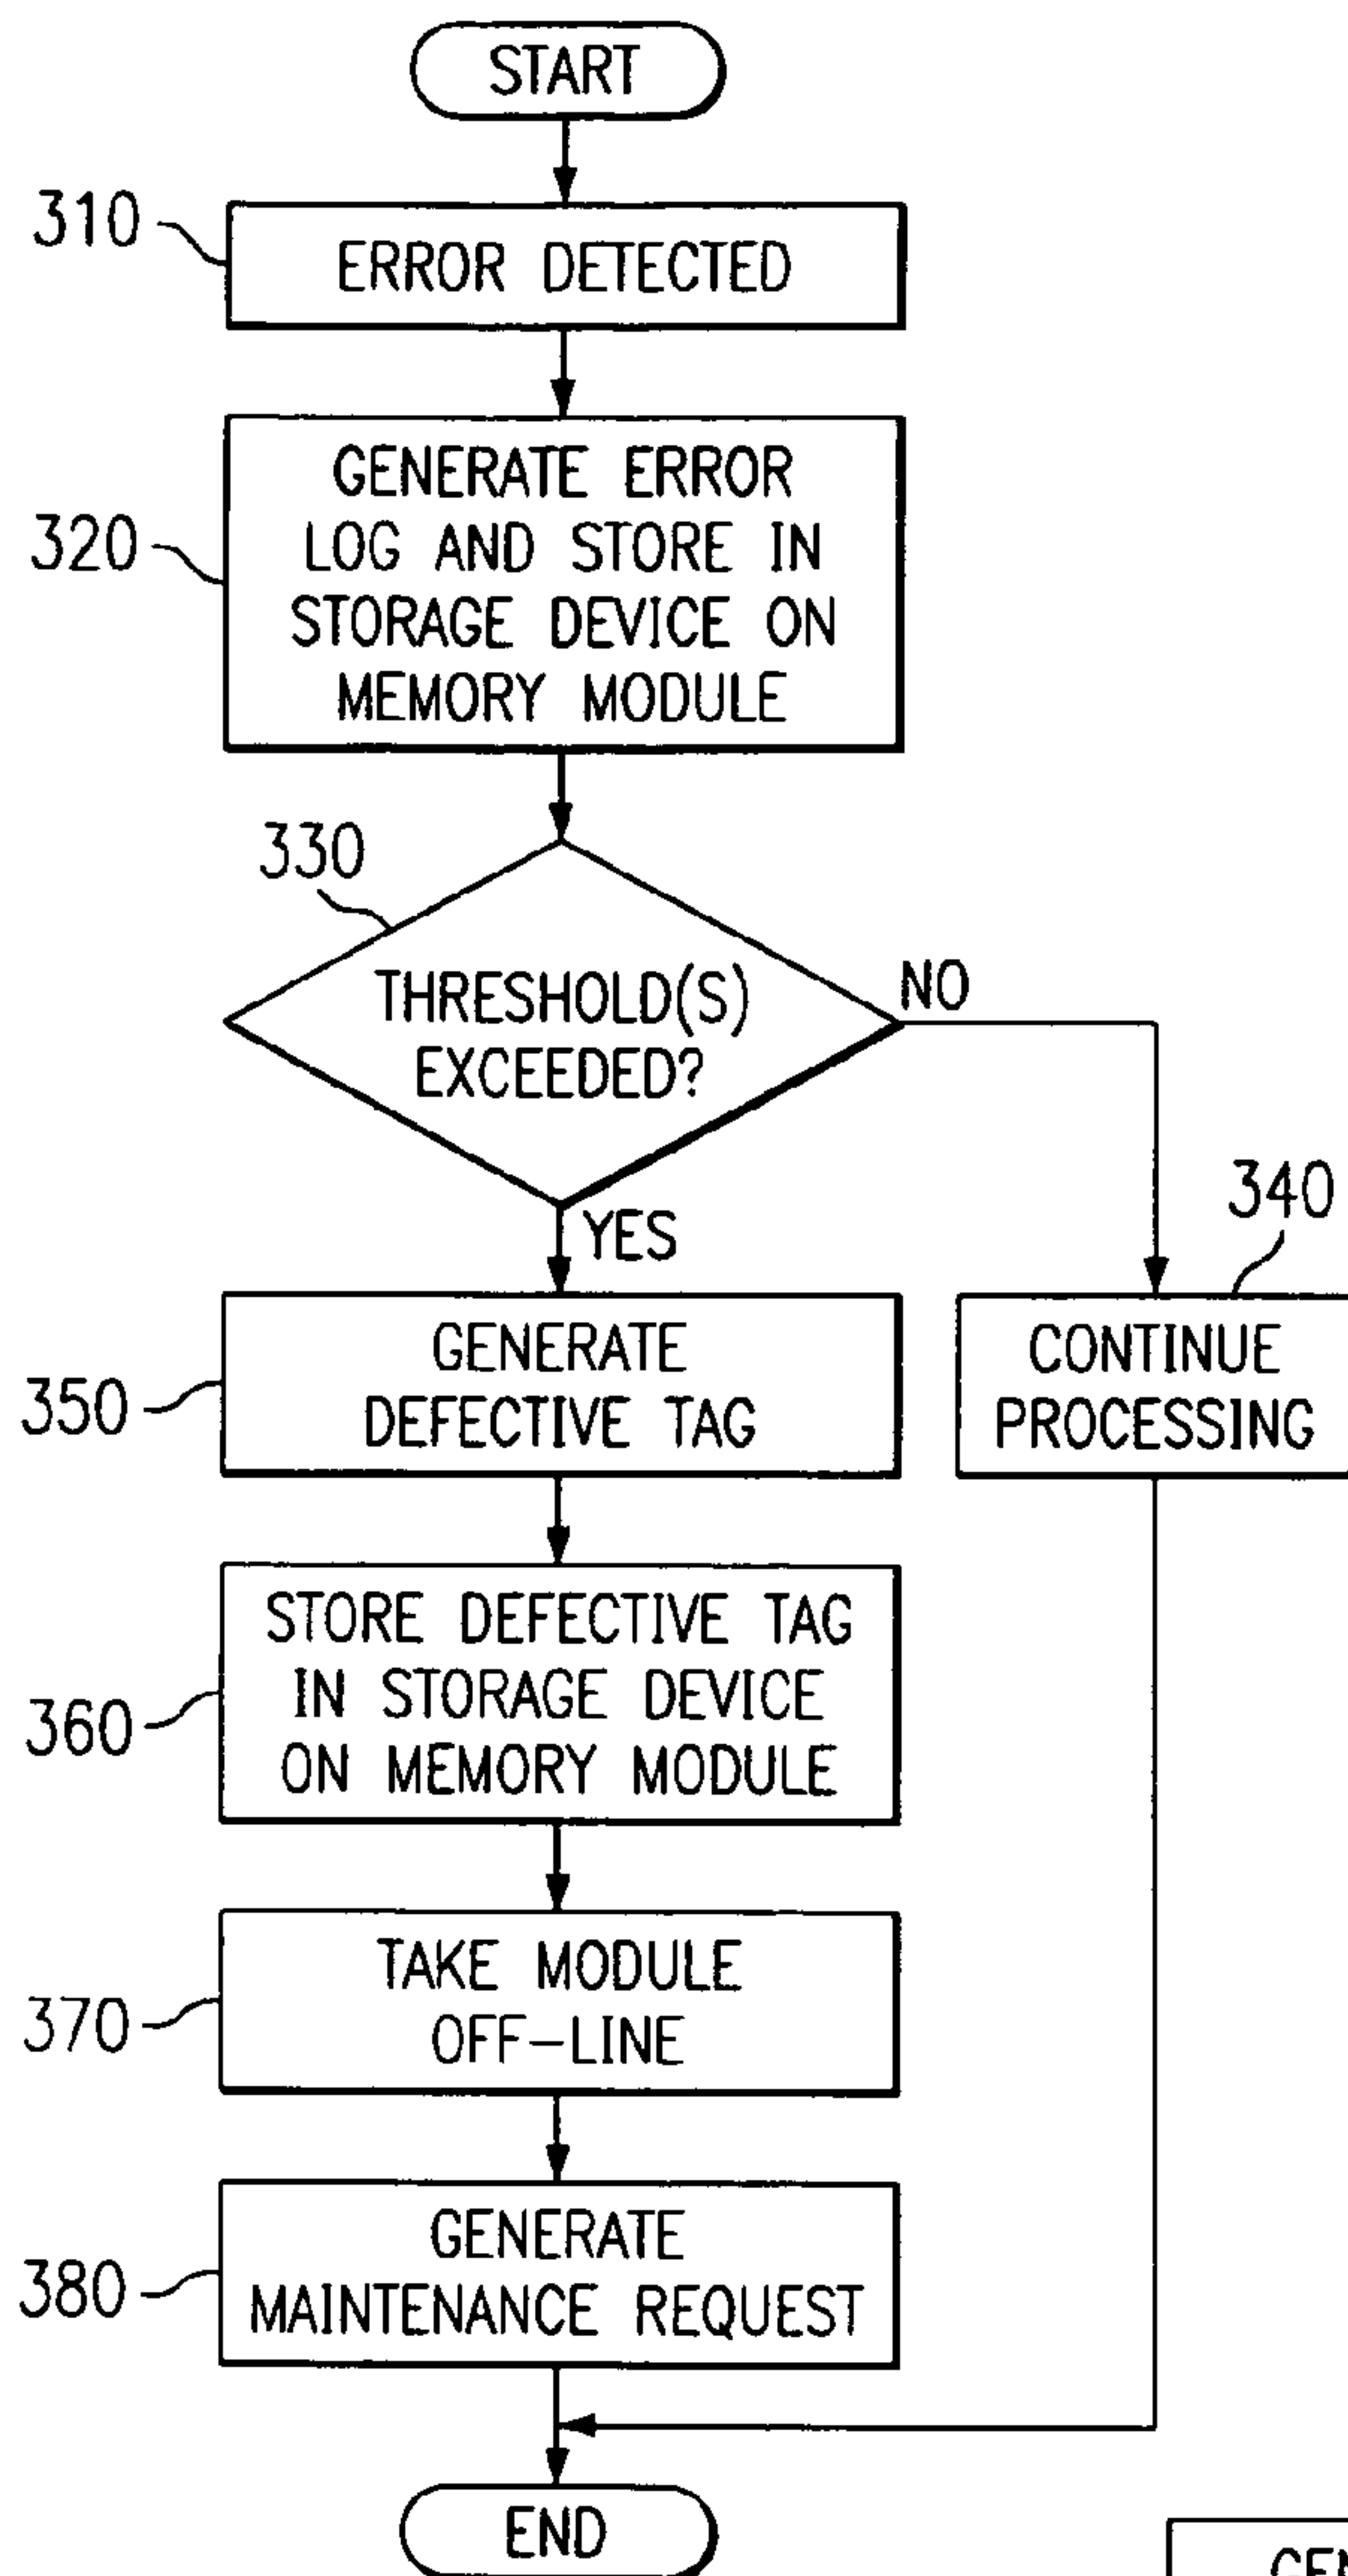 START
310
ERROR DETECTED
320
GENERATE ERROR
LOG AND STORE IN
STORAGE DEVICE ON
MEMORY MODULE
330
THRESHOLD(S)
EXCEEDED?
NO
YES
340
350
GENERATE
DEFECTIVE TAG
CONTINUE
PROCESSING
360
STORE DEFECTIVE TAG
IN STORAGE DEVICE
ON MEMORY MODULE
370
TAKE MODULE
OFF-LINE
380
GENERATE
MAINTENANCE REQUEST
END